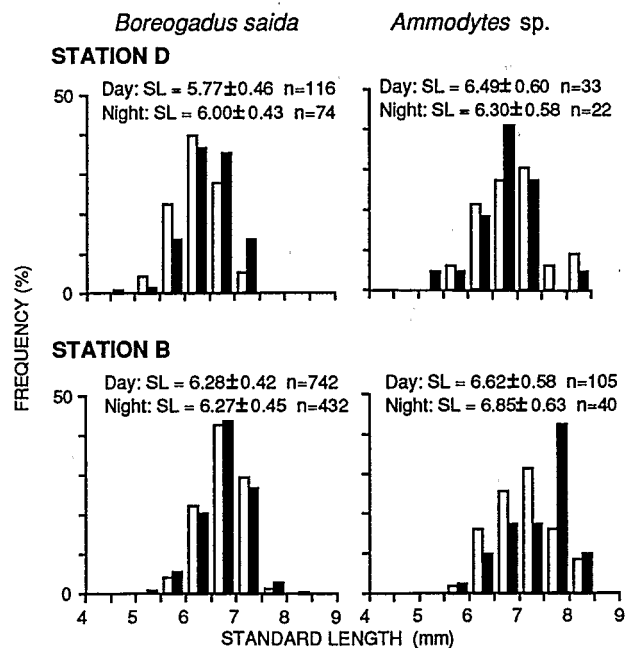 Boreogadus saida Ammodytes sp.
STATION D
Day: SL = 5.77±0.46 n=116
Night: SL = 6.00±0.43 n=74
Day: SL = 6.49±0.60 n=33
Night: SL = 6.30±0.58 n=22
50
0
FREQUENCY (%)
STATION B
Day: SL = 6.28±0.42 n=742
Night: SL = 6.27±0.45 n=432
Day: SL = 6.62±0.58 n=105
Night: SL = 6.85±0.63 n=40
50
0
4 5 6 7 8 9 4 5 6 7 8 9
STANDARD LENGTH (mm)